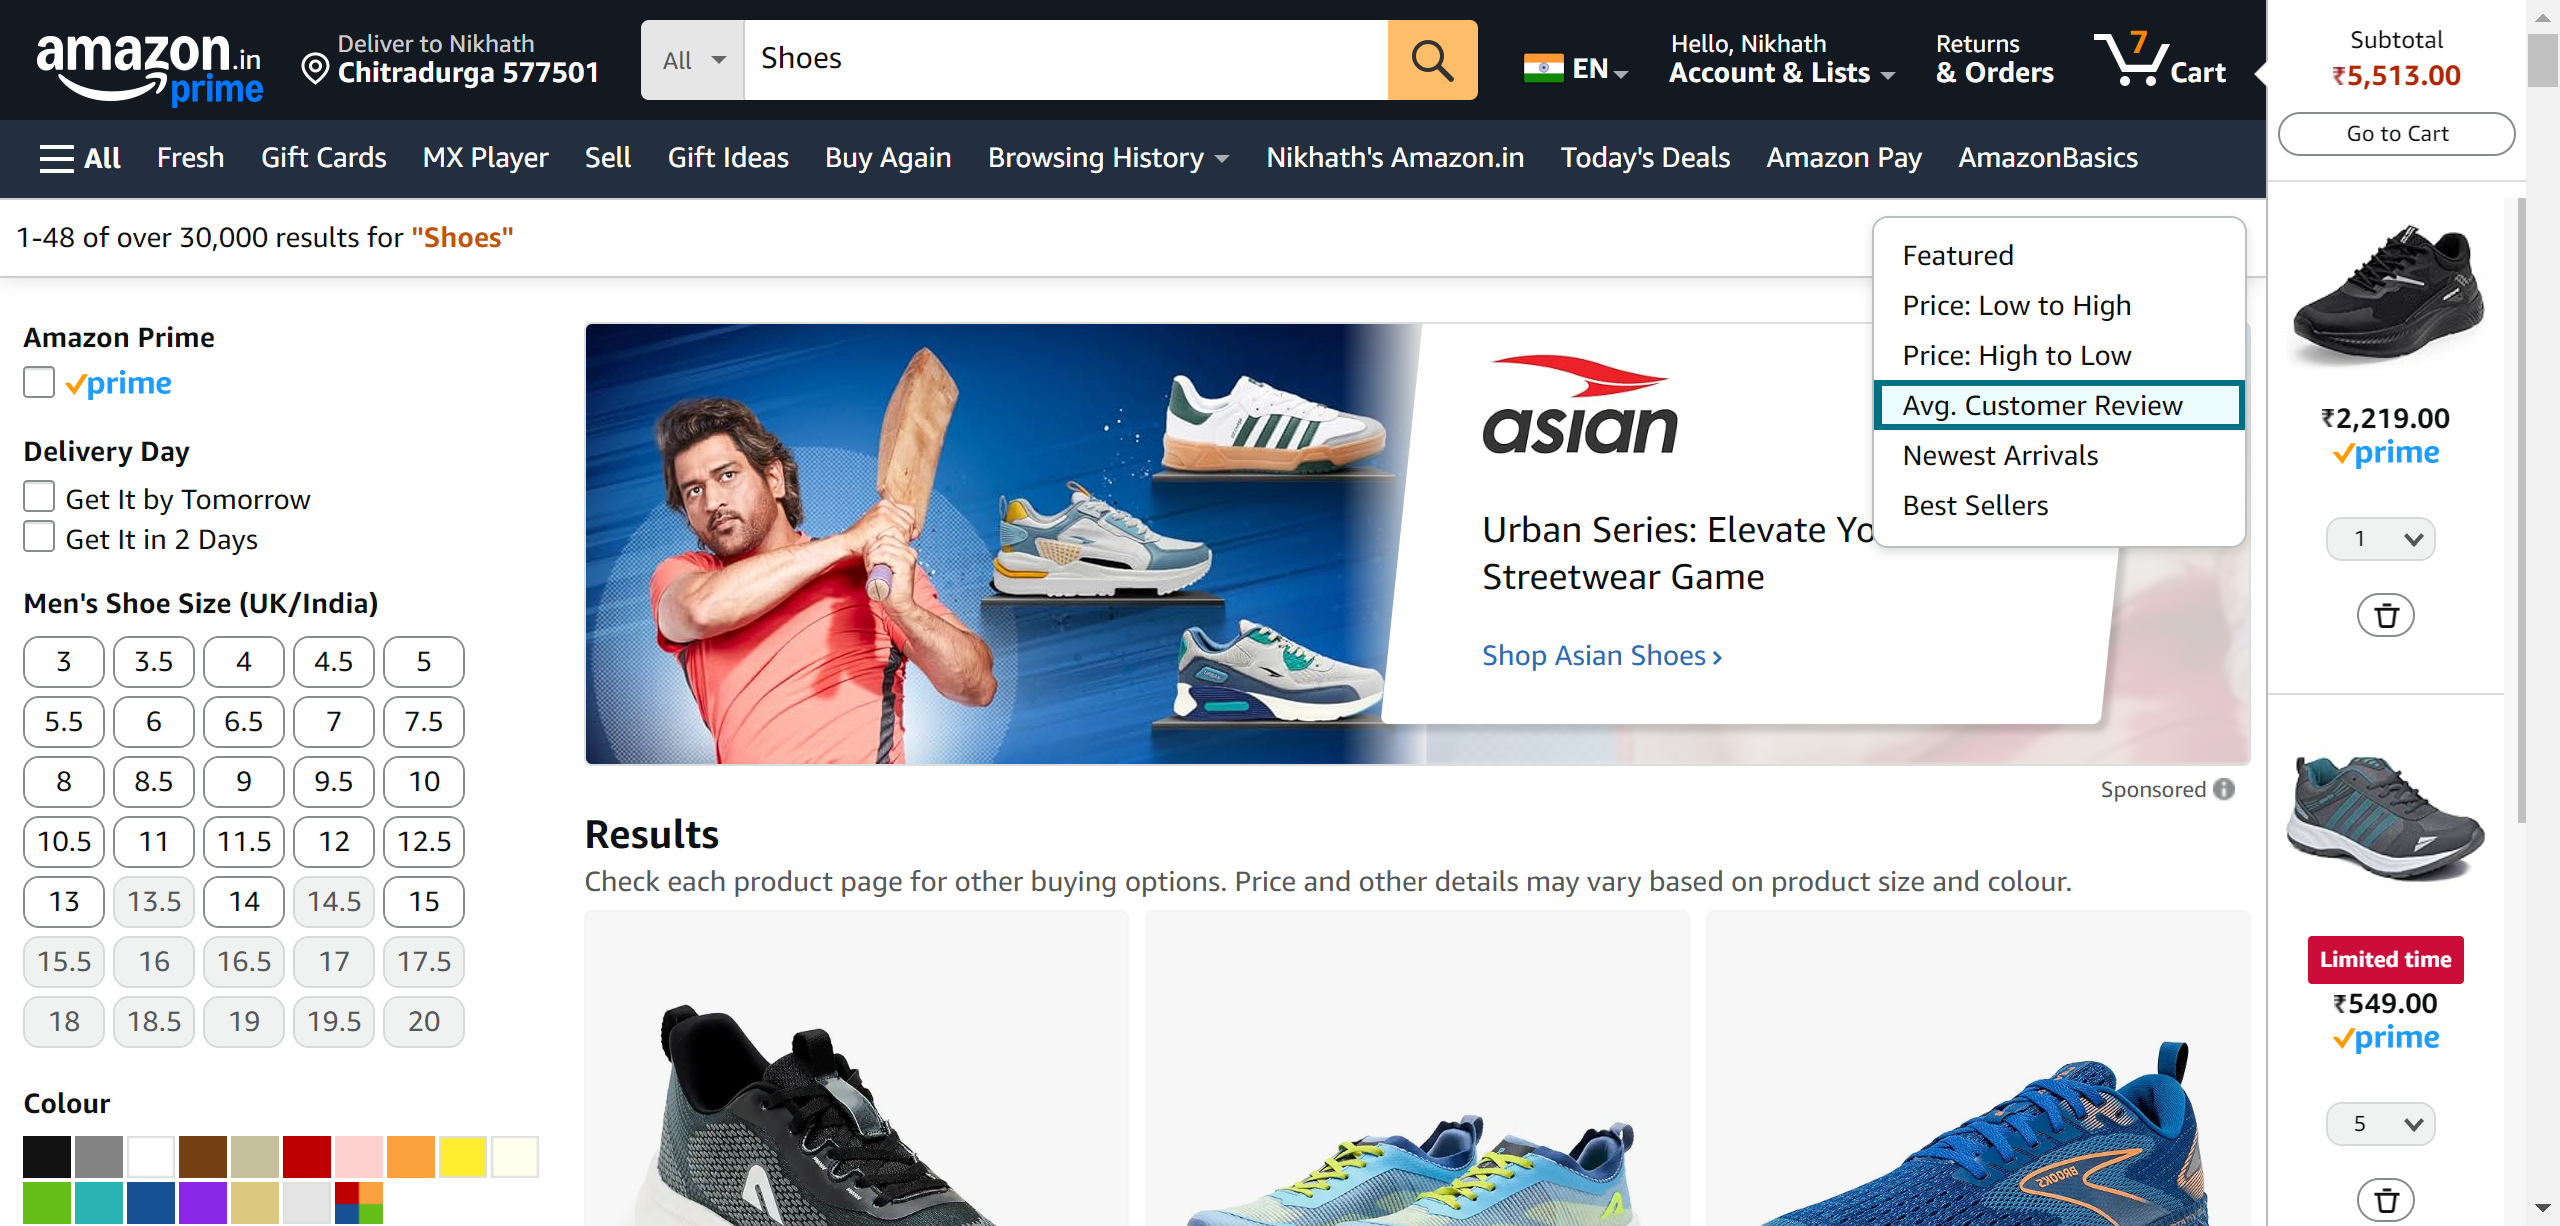 amazon.in
prime
Deliver to Nikhath
Chitradurga 577501
All
Shoes
EN
Hello, Nikhath
Account & Lists
Returns
& Orders
7
Cart
Subtotal
₹5,513.00
Go to Cart
All
Fresh
Gift Cards
MX Player
Sell
Gift Ideas
Buy Again
Browsing History
Nikhath's Amazon.in
Today's Deals
Amazon Pay
AmazonBasics
1-48 of over 30,000 results for "Shoes"
Featured
Price: Low to High
Price: High to Low
Avg. Customer Review
Newest Arrivals
Best Sellers
Amazon Prime
prime
Delivery Day
Get It by Tomorrow
Get It in 2 Days
Men's Shoe Size (UK/India)
3 3.5 4 4.5 5
5.5 6 6.5 7 7.5
8 8.5 9 9.5 10
10.5 11 11.5 12 12.5
13 13.5 14 14.5 15
15.5 16 16.5 17 17.5
18 18.5 19 19.5 20
Colour
asian
Urban Series: Elevate Yo
Streetwear Game
Shop Asian Shoes ›
Sponsored
Results
Check each product page for other buying options. Price and other details may vary based on product size and colour.
BROOKS
₹2,219.00
prime
1
Limited time
₹549.00
prime
5